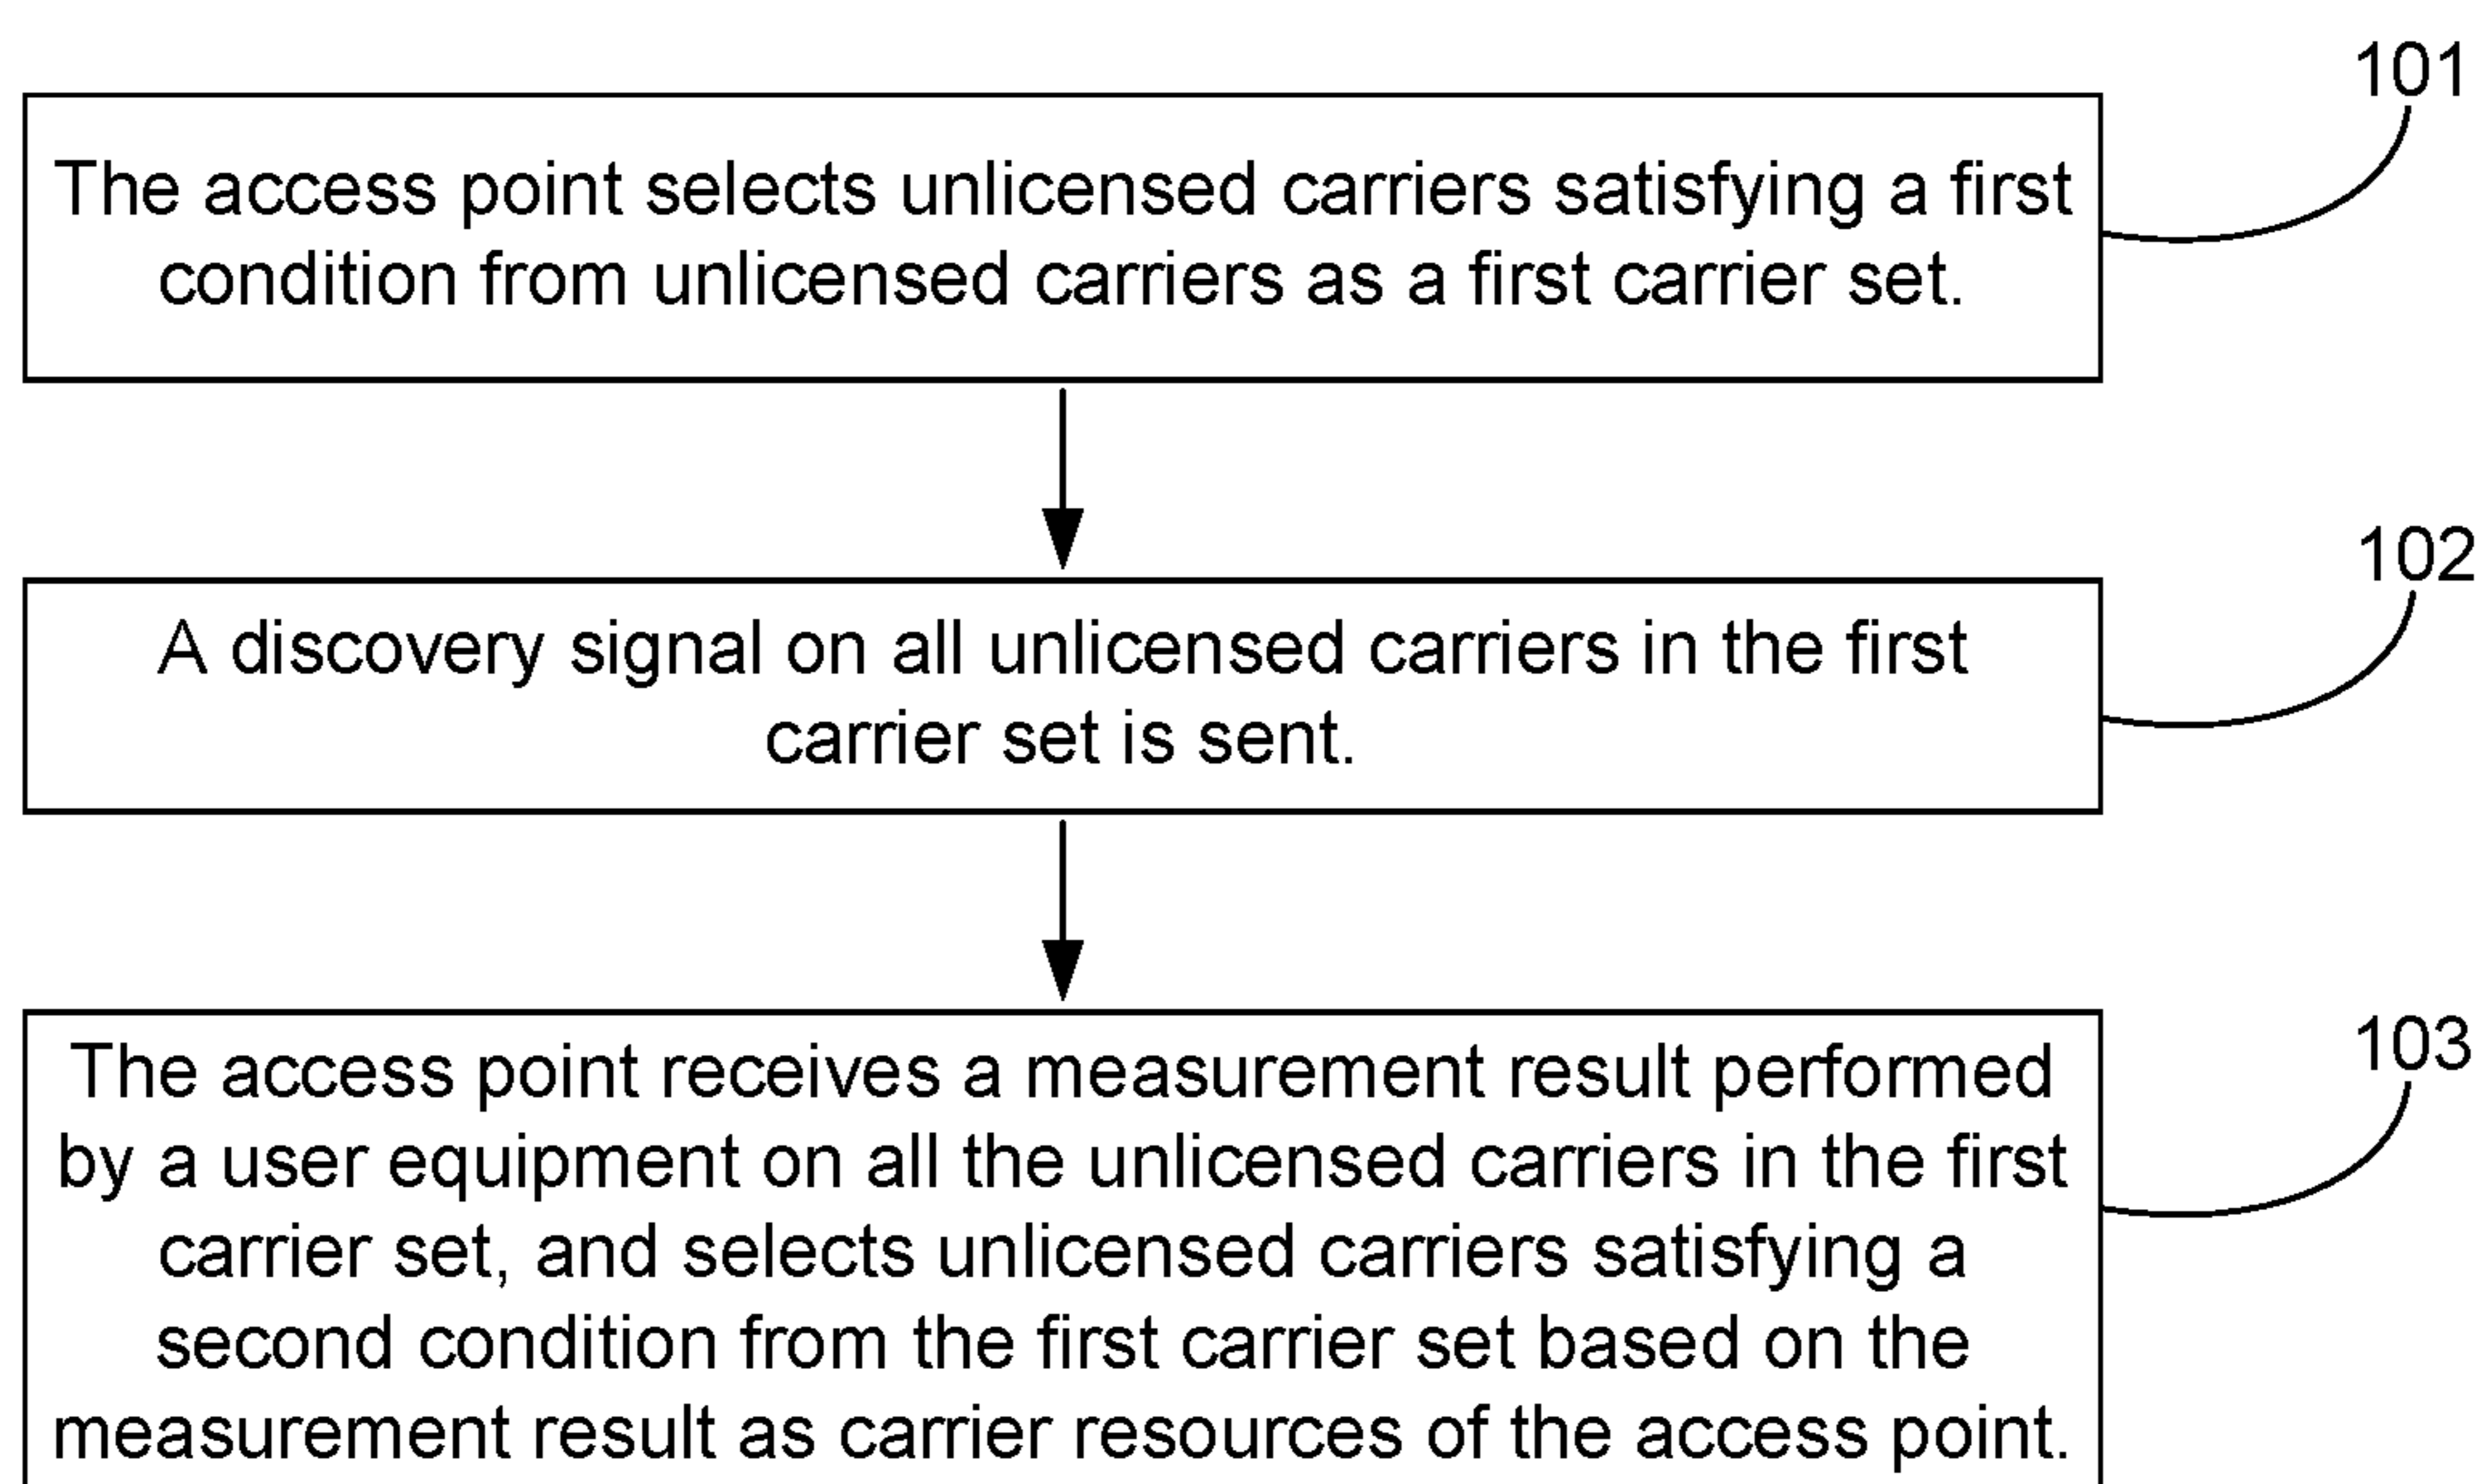 101
The access point selects unlicensed carriers satisfying a first
condition from unlicensed carriers as a first carrier set.
102
A discovery signal on all unlicensed carriers in the first
carrier set is sent.
103
The access point receives a measurement result performed
by a user equipment on all the unlicensed carriers in the first
carrier set, and selects unlicensed carriers satisfying a
second condition from the first carrier set based on the
measurement result as carrier resources of the access point.